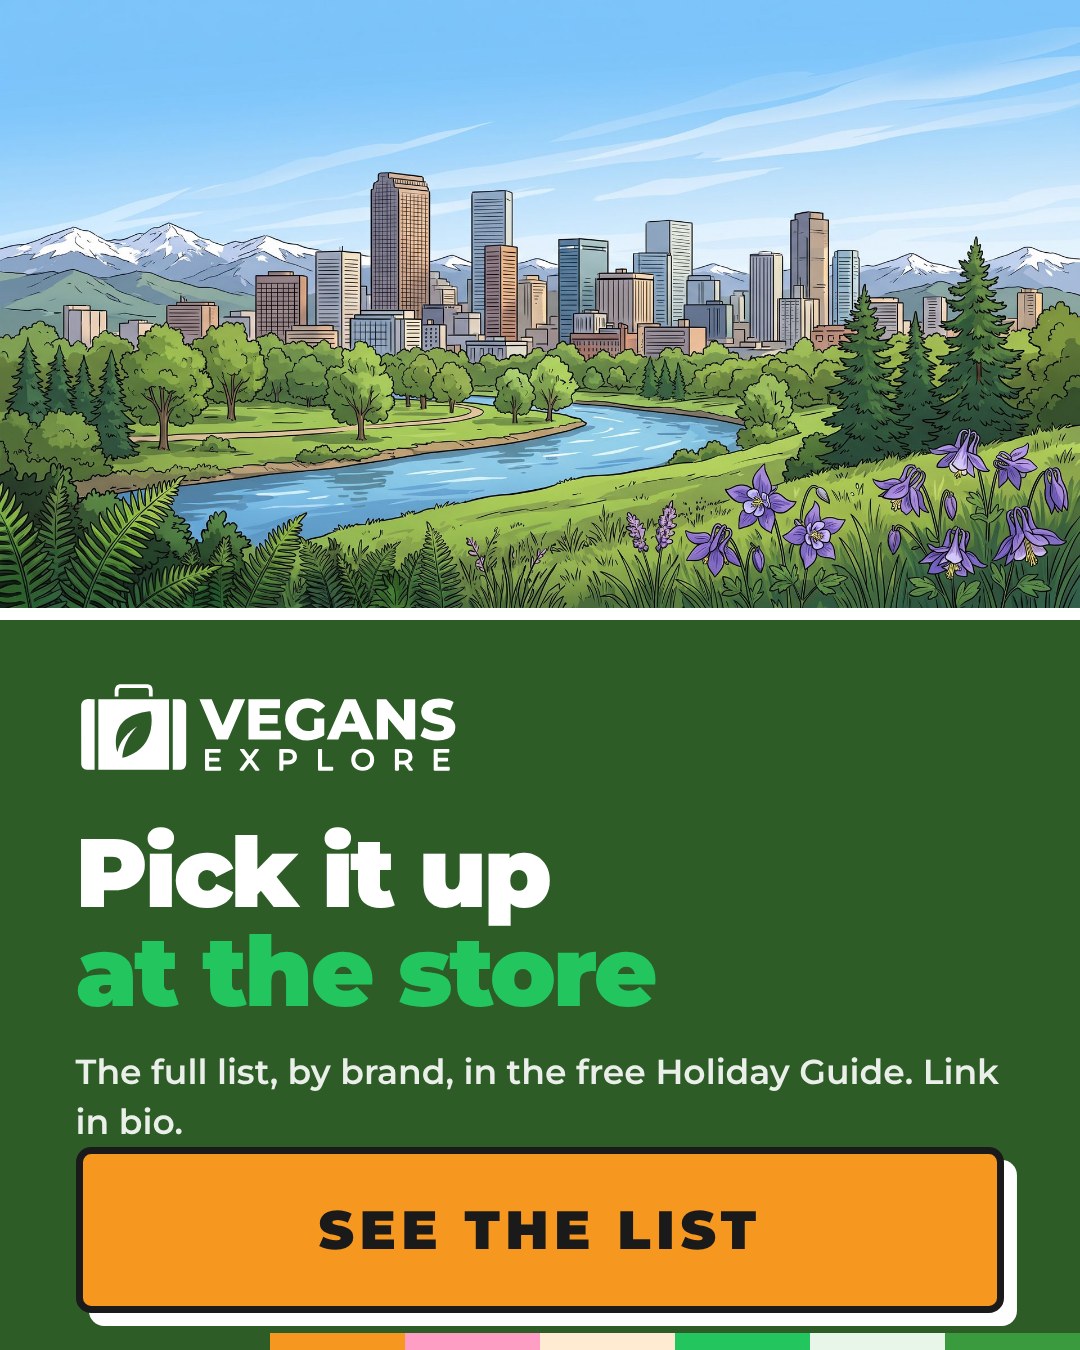 VEGANS
EXPLORE
Pick it up
at the store
The full list, by brand, in the free Holiday Guide. Link
in bio.
SEE THE LIST